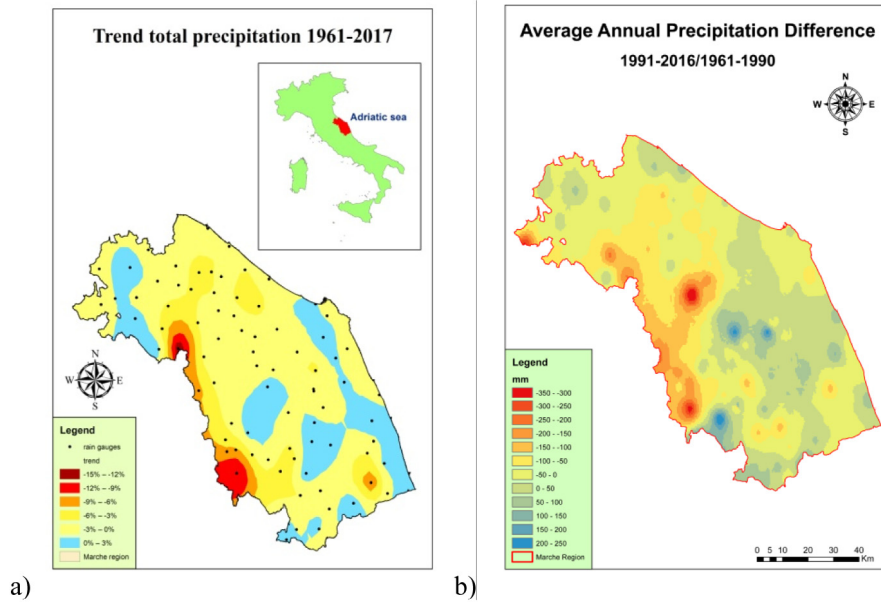 Trend total precipitation 1961-2017
Adriatic sea
N
W E
S
Legend
rain gauges
trend
-15% – -12%
-12% – -9%
-9% – -6%
-6% – -3%
-3% – 0%
0% – 3%
Marche region
a)
Average Annual Precipitation Difference
1991-2016/1961-1990
N
W E
S
Legend
mm
-350 - -300
-300 - -250
-250 - -200
-200 - -150
-150 - -100
-100 - -50
-50 - 0
0 - 50
50 - 100
100 - 150
150 - 200
200 - 250
Marche Region
0 5 10 20 30 40
Km
b)